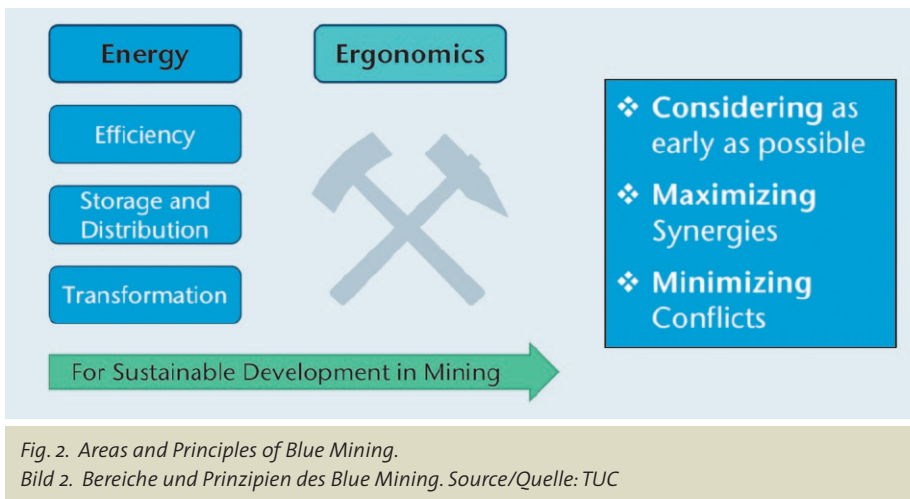 Energy
Efficiency
Storage and
Distribution
Transformation
Ergonomics
❖ Considering as
early as possible
❖ Maximizing
Synergies
❖ Minimizing
Conflicts
For Sustainable Development in Mining
Fig. 2. Areas and Principles of Blue Mining.
Bild 2. Bereiche und Prinzipien des Blue Mining. Source/Quelle: TUC